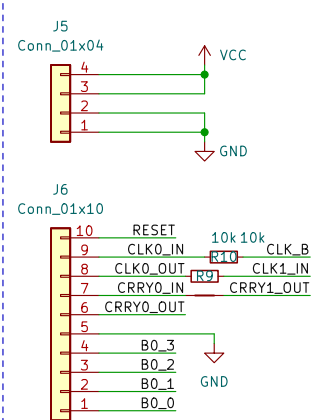 J5
Conn_01x04
4
VCC
3
2
1
GND
J6
Conn_01x10
10 RESET 10k 10k
9 CLK0_IN R10 CLK_B
8 CLK0_OUT R9 CLK1_IN
7 CRRY0_IN CRRY1_OUT
6 CRRY0_OUT
5
4 B0_3
3 B0_2
GND
2 B0_1
1 B0_0